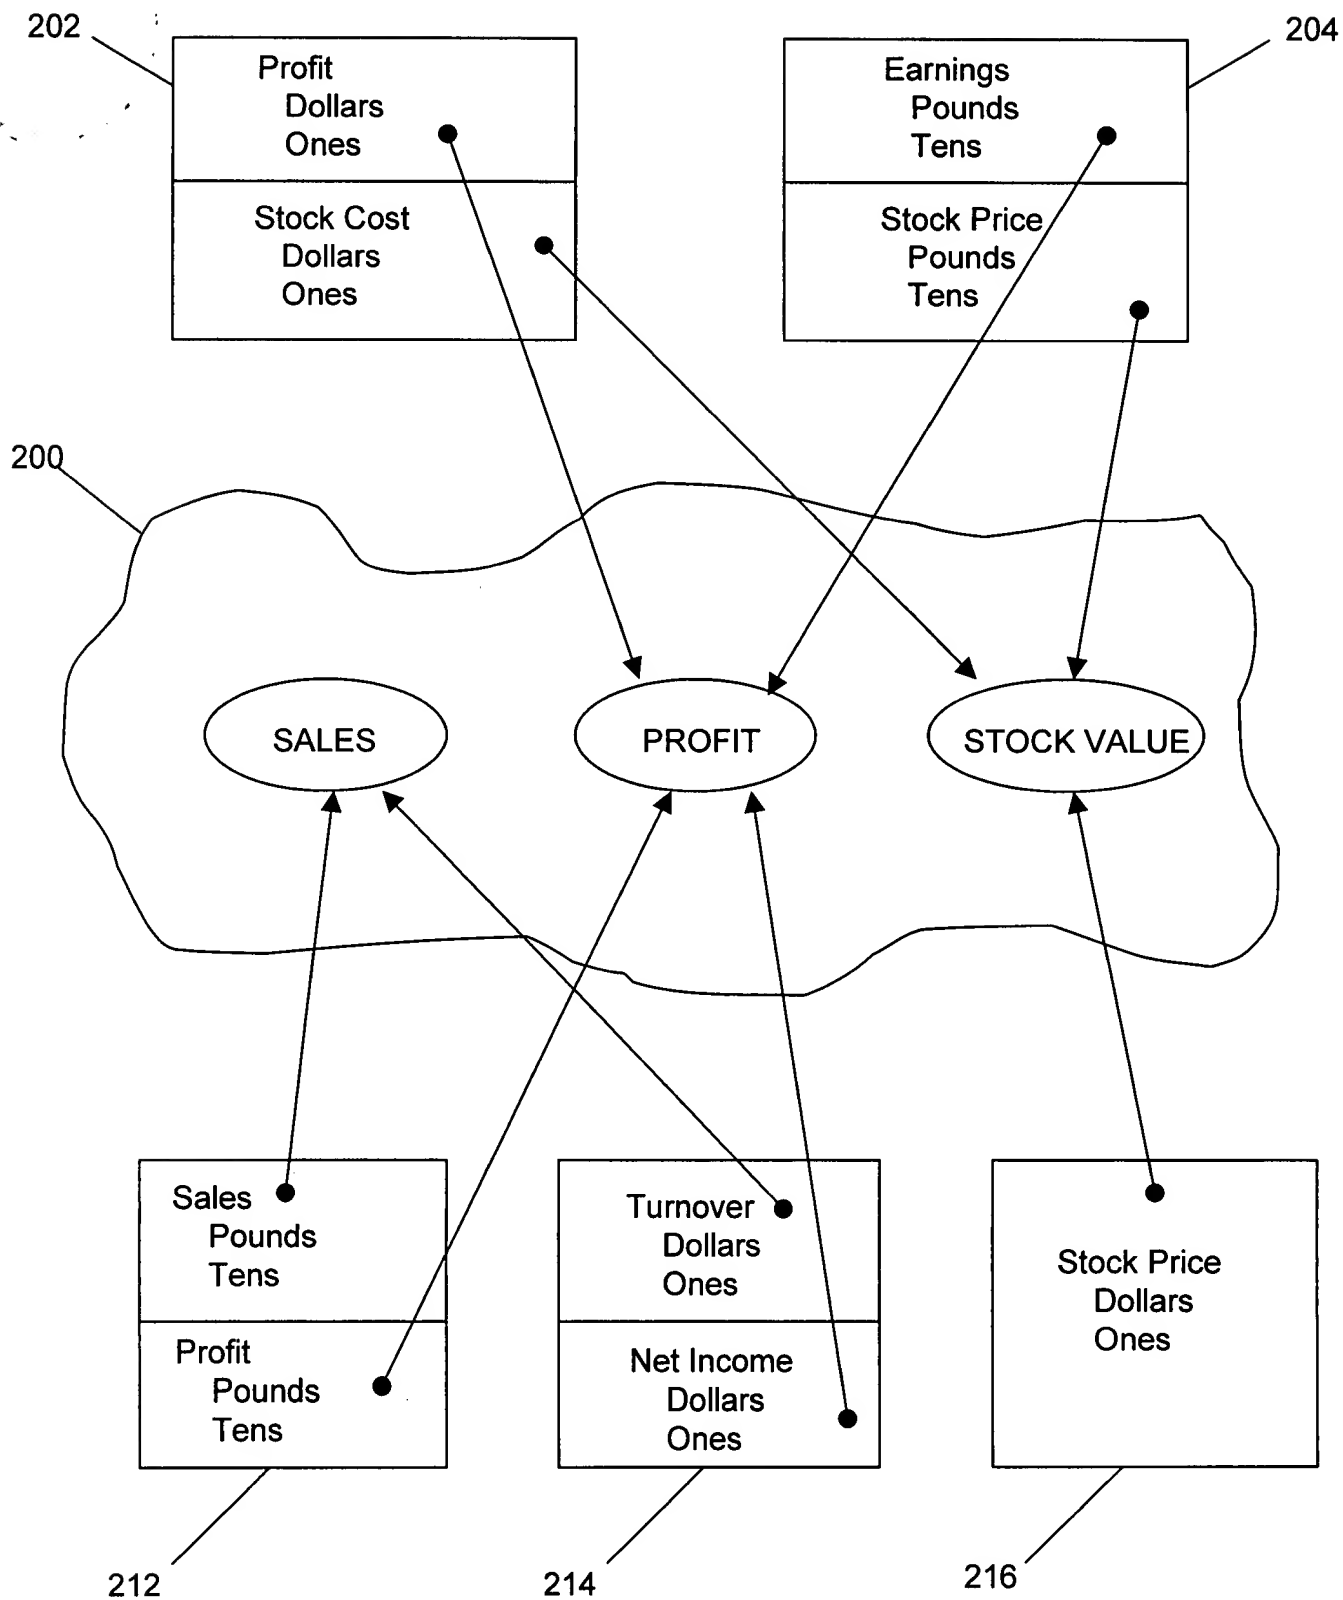 202
204
Profit
Dollars
Ones
Stock Cost
Dollars
Ones
Earnings
Pounds
Tens
Stock Price
Pounds
Tens
200
SALES
PROFIT
STOCK VALUE
Sales
Pounds
Tens
Profit
Pounds
Tens
Turnover
Dollars
Ones
Net Income
Dollars
Ones
Stock Price
Dollars
Ones
212
214
216